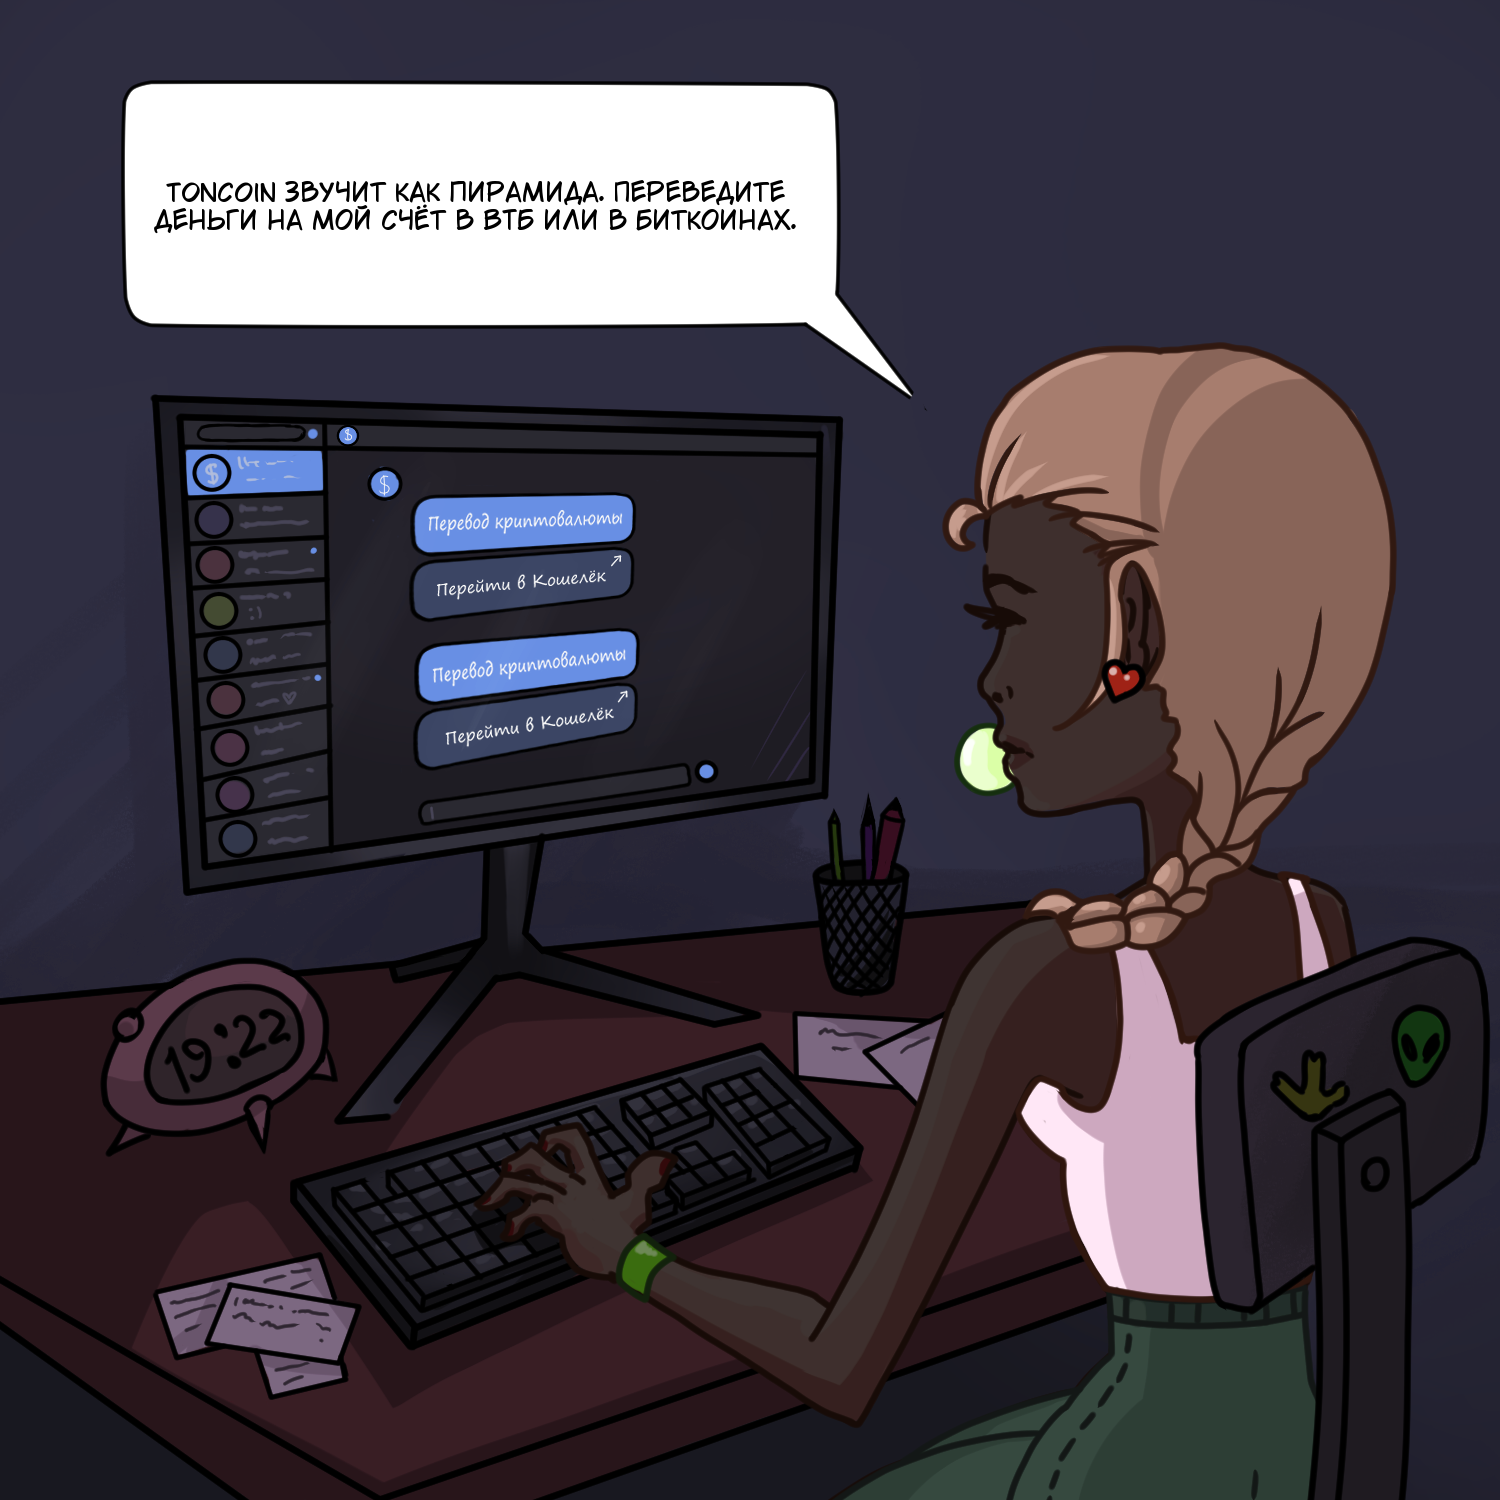 TONCOIN ЗВУЧИТ КАК ПИРАМИДА. ПЕРЕВЕДИТЕ
ДЕНЬГИ НА МОЙ СЧЁТ В ВТБ ИЛИ В БИТКОИНАХ.
$
$
$
Перевод криптовалюты
Перейти в Кошелёк
:)
Перевод криптовалюты
Перейти в Кошелёк
19:22